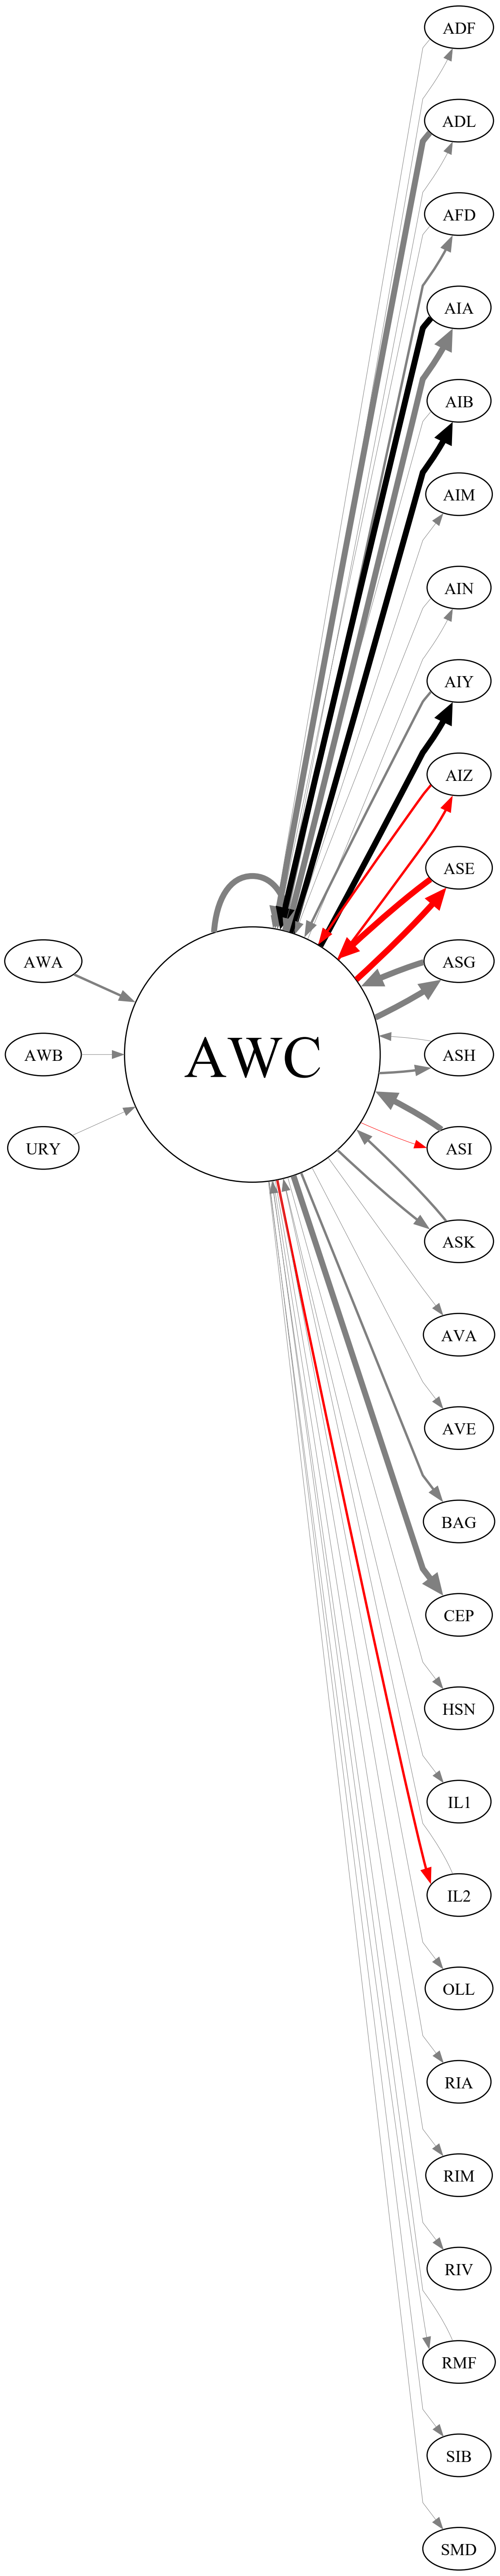 ADF
ADL
AFD
AIA
AIB
AIM
AIN
AIY
AIZ
ASE
AWA
ASG
AWC
AWB
ASH
URY
ASI
ASK
AVA
AVE
BAG
CEP
HSN
IL1
IL2
OLL
RIA
RIM
RIV
RMF
SIB
SMD